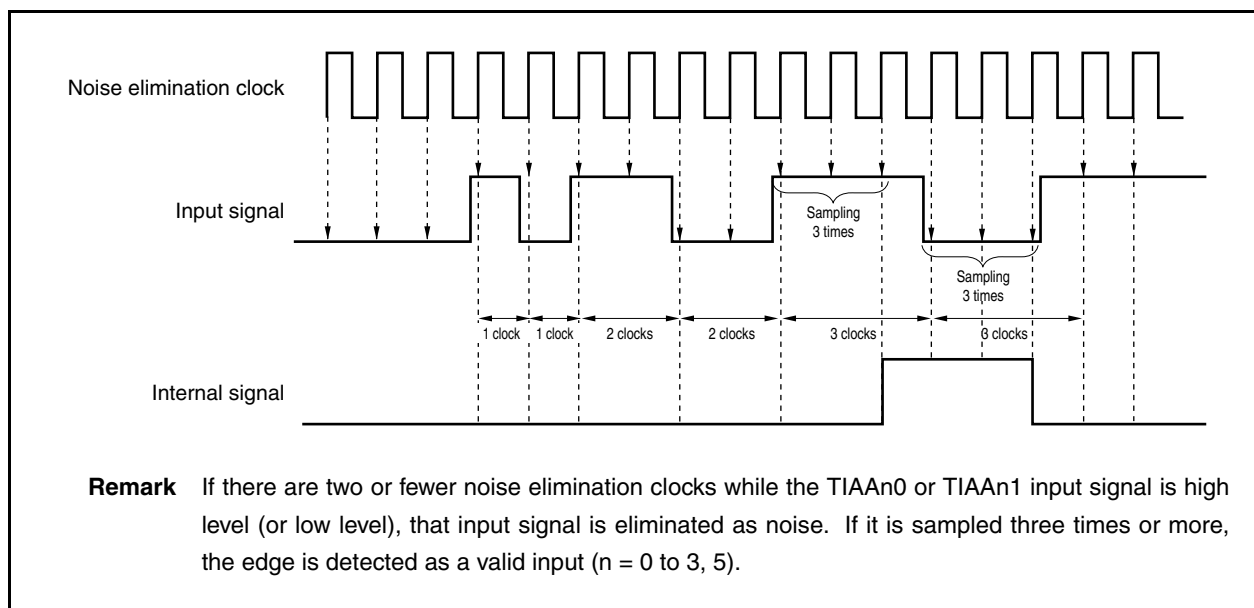 Noise elimination clock
Input signal
Sampling
3 times
Sampling
3 times
1 clock
1 clock
2 clocks
2 clocks
3 clocks
3 clocks
Internal signal
Remark If there are two or fewer noise elimination clocks while the TIAAn0 or TIAAn1 input signal is high
level (or low level), that input signal is eliminated as noise. If it is sampled three times or more,
the edge is detected as a valid input (n = 0 to 3, 5).